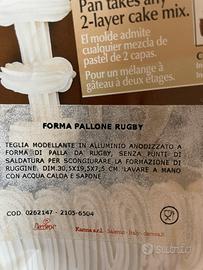 Pan takes any
2-layer cake mix.
El molde admite
cualquier mezcla de
pastel de 2 capas.
Pour un mélange à
gâteau à deux étages.
FORMA PALLONE RUGBY
TEGLIA MODELLANTE IN ALLUMINIO ANODIZZATO A
FORMA DI PALLA DA RUGBY, SENZA PUNTI DI
SALDATURA PER SCONGIURARE LA FORMAZIONE DI
RUGGINE. DIM.30,5X19,5X7,5 CM. LAVARE A MANO
CON ACQUA CALDA E SAPONE.
COD. 0262147 - 2105-6504
Decora
Subito